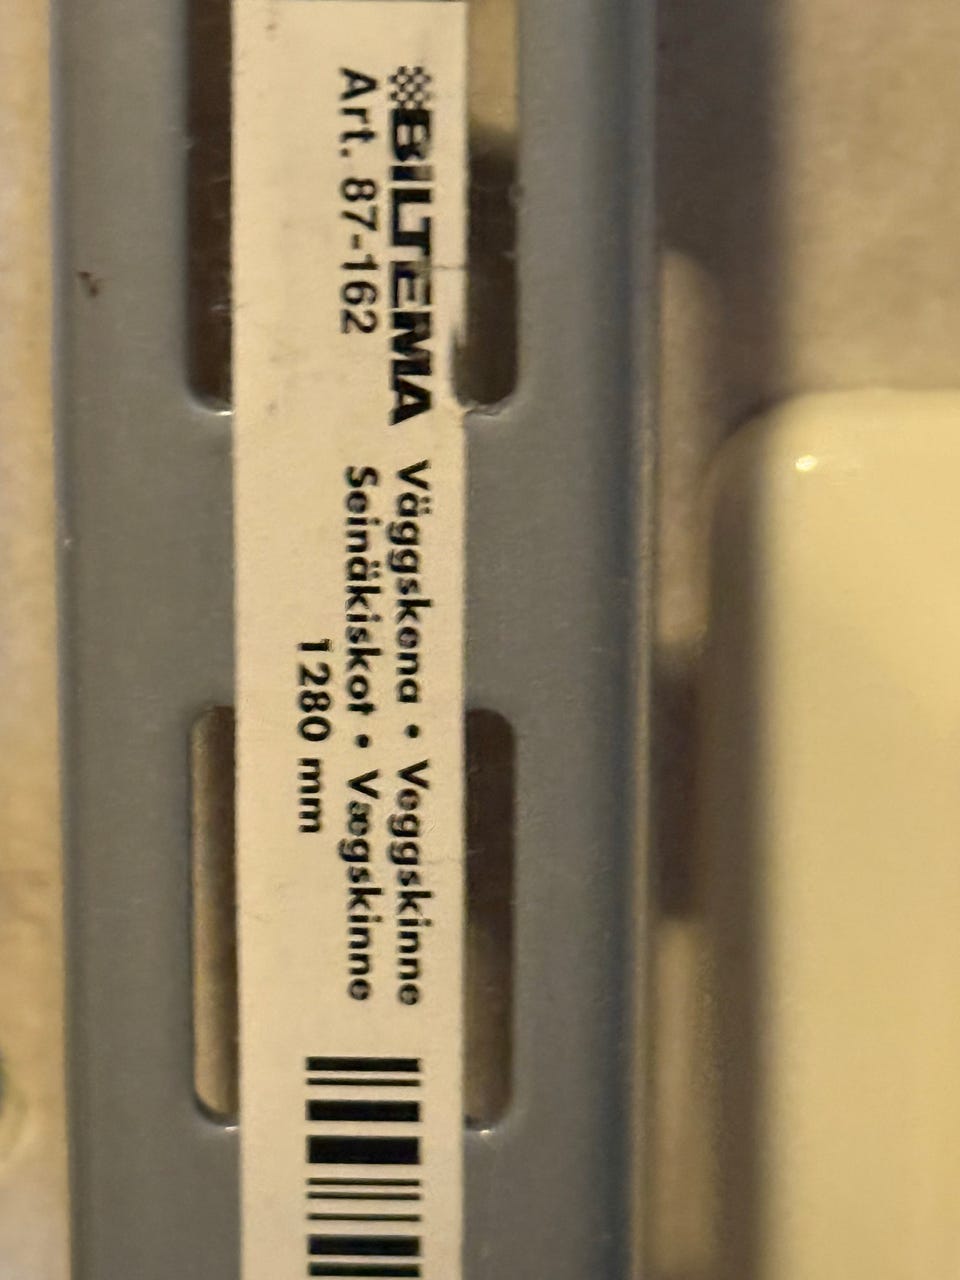 BILTEMA Väggskena • Veggskinne
Art. 87-162 Seinäkiskot • Vægskinne
1280 mm